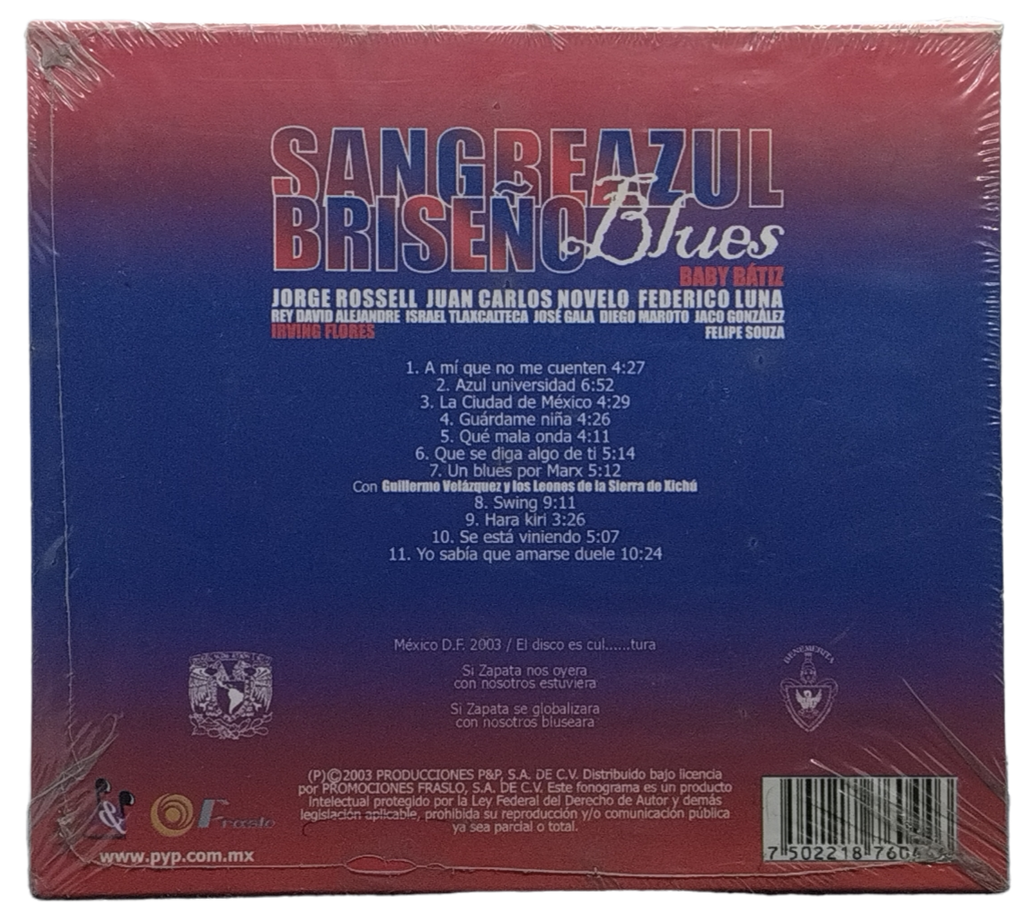 SANGREAZUL
BRISEÑO Blues
BABY BÁTIZ
JORGE ROSSELL JUAN CARLOS NOVELO FEDERICO LUNA
REY DAVID ALEJANDRE ISRAEL TLAXCALTECA JOSÉ GALA DIEGO MAROTO JACO GONZÁLEZ
IRVING FLORES FELIPE SOUZA
1. A mí que no me cuenten 4:27
2. Azul universidad 6:52
3. La Ciudad de México 4:29
4. Guárdame niña 4:26
5. Qué mala onda 4:11
6. Que se diga algo de ti 5:14
7. Un blues por Marx 5:12
Con Guillermo Velázquez y los Leones de la Sierra de Xichú
8. Swing 9:11
9. Hara kiri 3:26
10. Se está viniendo 5:07
11. Yo sabía que amarse duele 10:24
México D.F. 2003 / El disco es cul......tura
Si Zapata nos oyera
con nosotros estuviera
Si Zapata se globalizara
con nosotros bluseara
BENEMERITA
(P)©2003 PRODUCCIONES P&P, S.A. DE C.V. Distribuido bajo licencia
por PROMOCIONES FRASLO, S.A. DE C.V. Este fonograma es un producto
intelectual protegido por la Ley Federal del Derecho de Autor y demás
legislación aplicable, prohibida su reproducción y/o comunicación pública
ya sea parcial o total.
P&P
Fraslo
www.pyp.com.mx
7 502218 760